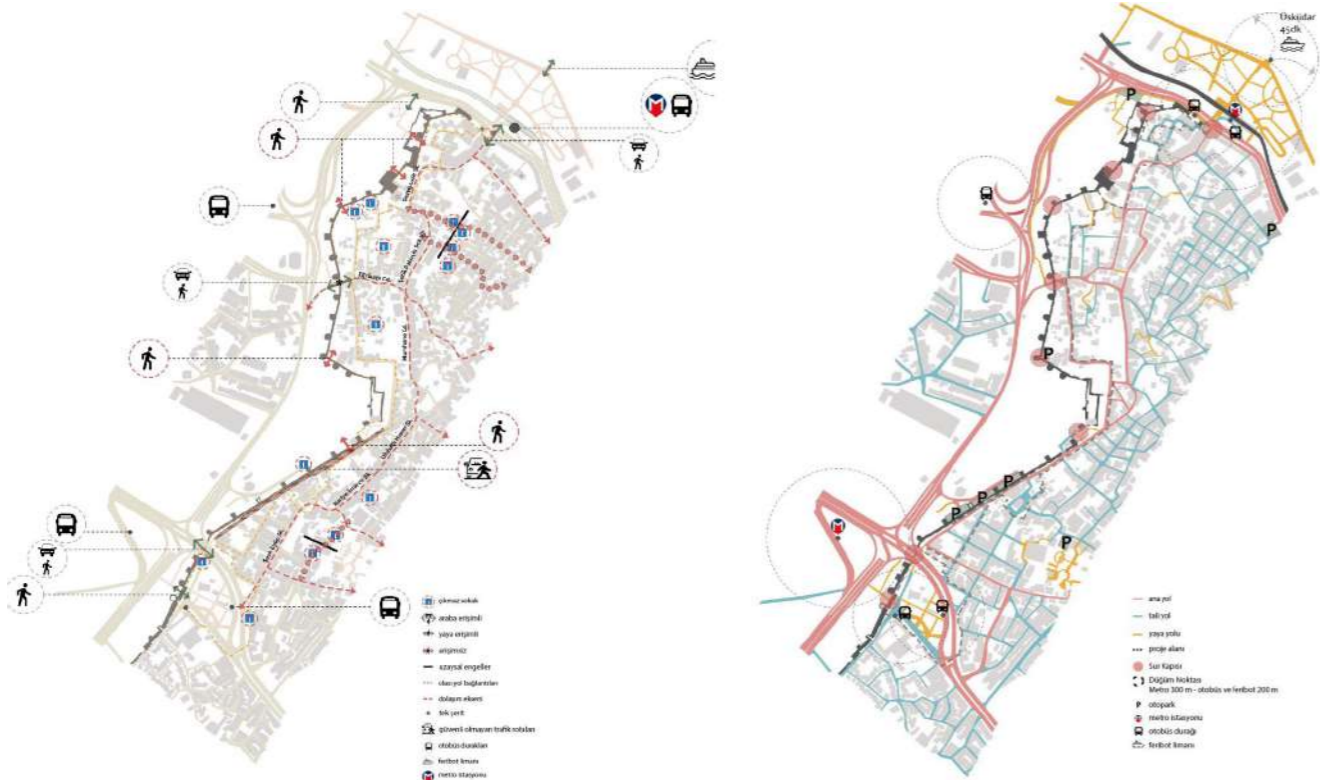 çıkmaz sokak
araba erişimli
yaya erişimli
erişimsiz
uzaysal engeller
olası yol bağlantıları
dolaşım ekseni
tek şerit
güvenli olmayan trafik rotaları
otobüs durakları
feribot limanı
metro istasyonu
Üsküdar
45dk
P
P
P
P
P
P
P
ana yol
tali yol
yaya yolu
proje alanı
Sur Kapısı
Düğüm Noktası
Metro 300 m - otobüs ve feribot 200 m
P otopark
metro istasyonu
otobüs durağı
feribot limanı